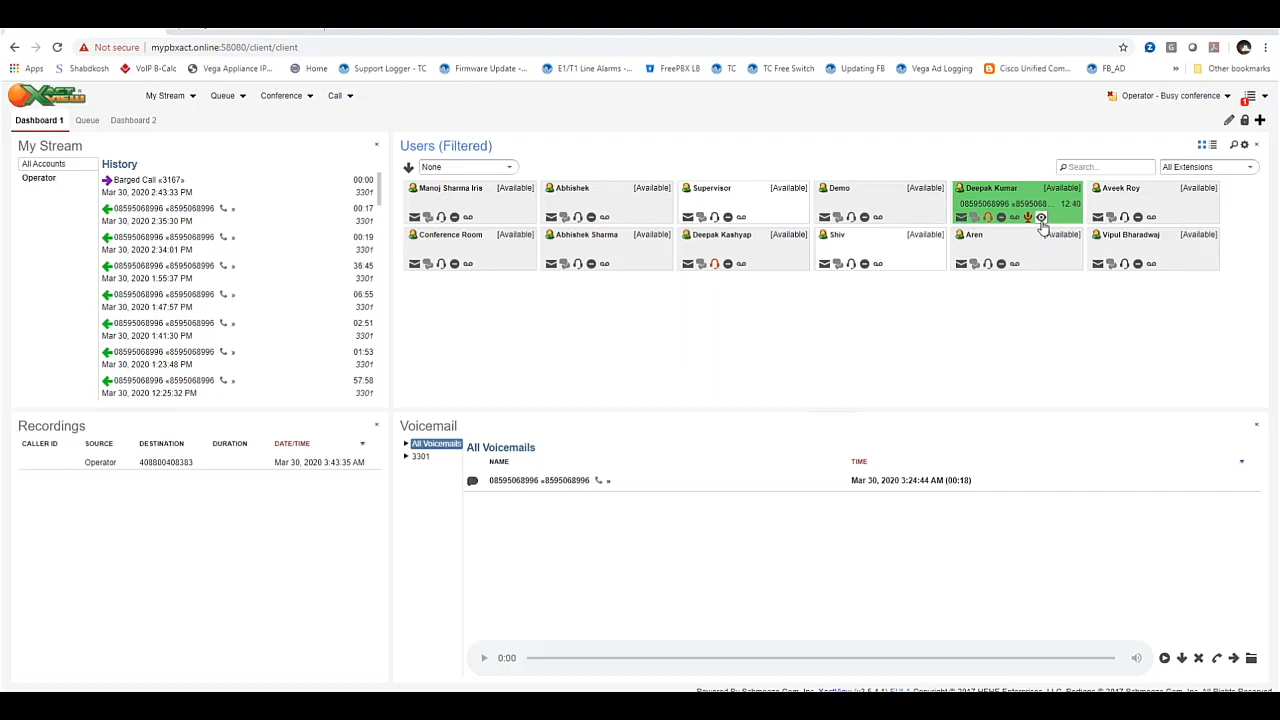 Not secure mypbxact.online:58080/client/client
Apps Shabdkosh VoIP B-Calc Vega Appliance IP... Home Support Logger - TC Firmware Update -... E1/T1 Line Alarms -... FreePBX LB TC TC Free Switch Updating FB Vega Ad Logging Cisco Unified Com... FB_AD » Other bookmarks
XactView My Stream Queue Conference Call Operator - Busy conference 1
Dashboard 1 Queue Dashboard 2
My Stream
All Accounts
Operator
History
Barged Call «3167» 00:00
Mar 30, 2020 2:43:33 PM 3301
08595068996 «8595068996 » 00:17
Mar 30, 2020 2:35:30 PM 3301
08595068996 «8595068996 » 00:19
Mar 30, 2020 2:34:01 PM 3301
08595068996 «8595068996 » 36:45
Mar 30, 2020 1:55:37 PM 3301
08595068996 «8595068996 » 06:55
Mar 30, 2020 1:47:57 PM 3301
08595068996 «8595068996 » 02:51
Mar 30, 2020 1:41:30 PM 3301
08595068996 «8595068996 » 01:53
Mar 30, 2020 1:23:48 PM 3301
08595068996 «8595068996 » 57:58
Mar 30, 2020 12:25:32 PM 3301
Users (Filtered)
None Search... All Extensions
Manoj Sharma Iris [Available] Abhishek [Available] Supervisor [Available] Demo [Available] Deepak Kumar [Available] Aveek Roy [Available]
08595068996 «8595068... 12:40
Conference Room [Available] Abhishek Sharma [Available] Deepak Kashyap [Available] Shiv [Available] Aren Available] Vipul Bharadwaj [Available]
Recordings
CALLER ID SOURCE DESTINATION DURATION DATE/TIME
Operator 408800408383 Mar 30, 2020 3:43:35 AM
Voicemail
All Voicemails
3301
All Voicemails
NAME TIME
08595068996 «8595068996 » Mar 30, 2020 3:24:44 AM (00:18)
0:00